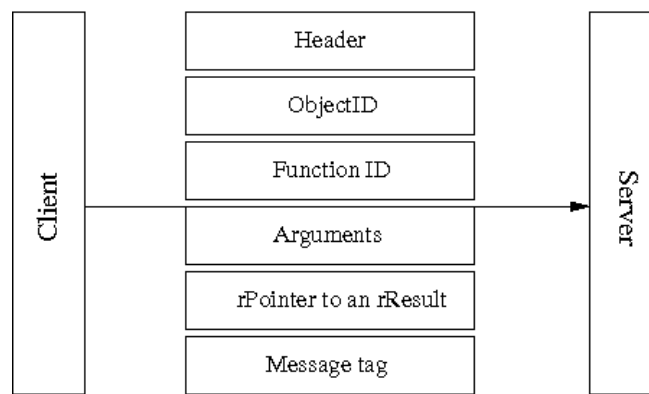 Client
Header
ObjectID
Function ID
Arguments
rPointer to an rResult
Message tag
Server